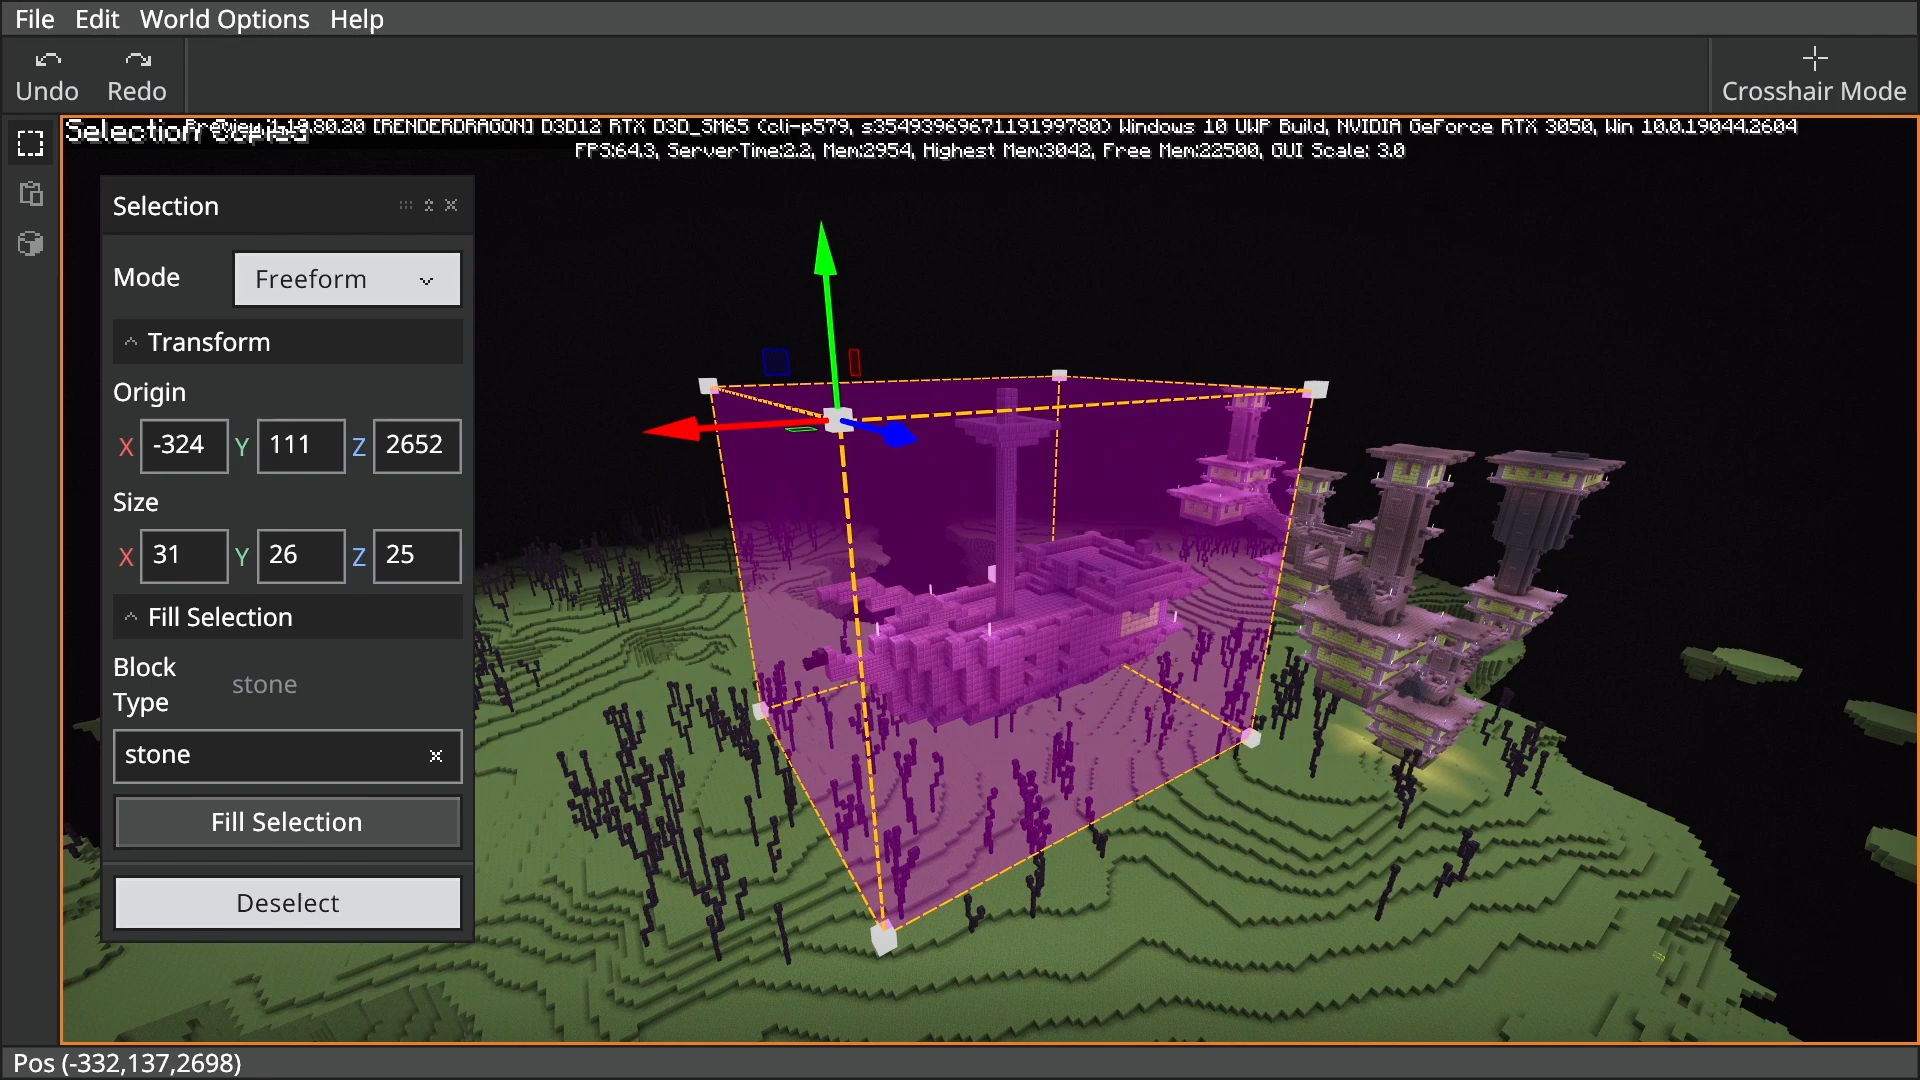 File Edit World Options Help
Undo Redo Crosshair Mode
Selection Copied
Preview 1.19.80.20 [RENDERDRAGON] D3D12 RTX D3D_SM65 (cli-p579, s3549396967119199780) Windows 10 UWP Build, NVIDIA GeForce RTX 3050, Win 10.0.19044.2604
FPS:64.3, ServerTime:2.2, Mem:2954, Highest Mem:3042, Free Mem:22500, GUI Scale: 3.0
Selection
Mode Freeform
Transform
Origin
X -324 Y 111 Z 2652
Size
X 31 Y 26 Z 25
Fill Selection
Block
Type stone
stone
Fill Selection
Deselect
Pos (-332,137,2698)